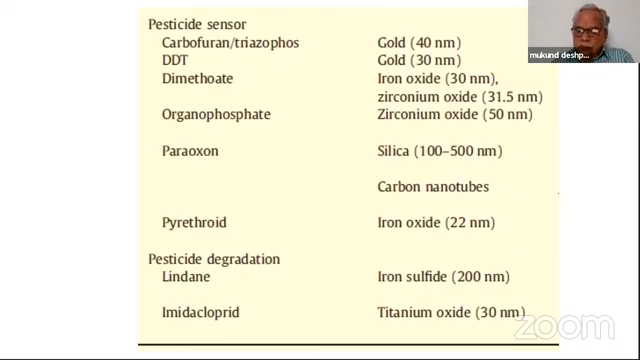 Pesticide sensor
Carbofuran/triazophos Gold (40 nm)
DDT Gold (30 nm)
Dimethoate Iron oxide (30 nm),
zirconium oxide (31.5 nm)
Organophosphate Zirconium oxide (50 nm)
Paraoxon Silica (100–500 nm)
Carbon nanotubes
Pyrethroid Iron oxide (22 nm)
Pesticide degradation
Lindane Iron sulfide (200 nm)
Imidacloprid Titanium oxide (30 nm)
mukund deshp...
zoom